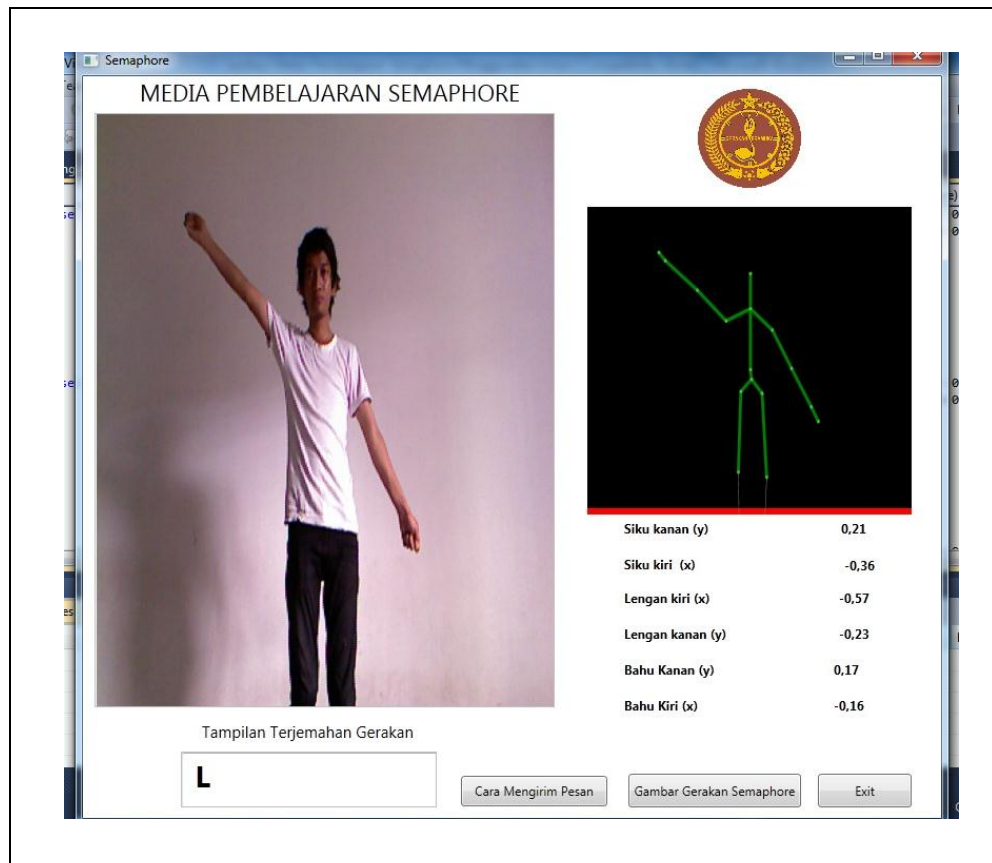 Semaphore
MEDIA PEMBELAJARAN SEMAPHORE
Siku kanan (y) 0,21
Siku kiri (x) -0,36
Lengan kiri (x) -0,57
Lengan kanan (y) -0,23
Bahu Kanan (y) 0,17
Bahu Kiri (x) -0,16
Tampilan Terjemahan Gerakan
L
Cara Mengirim Pesan
Gambar Gerakan Semaphore
Exit